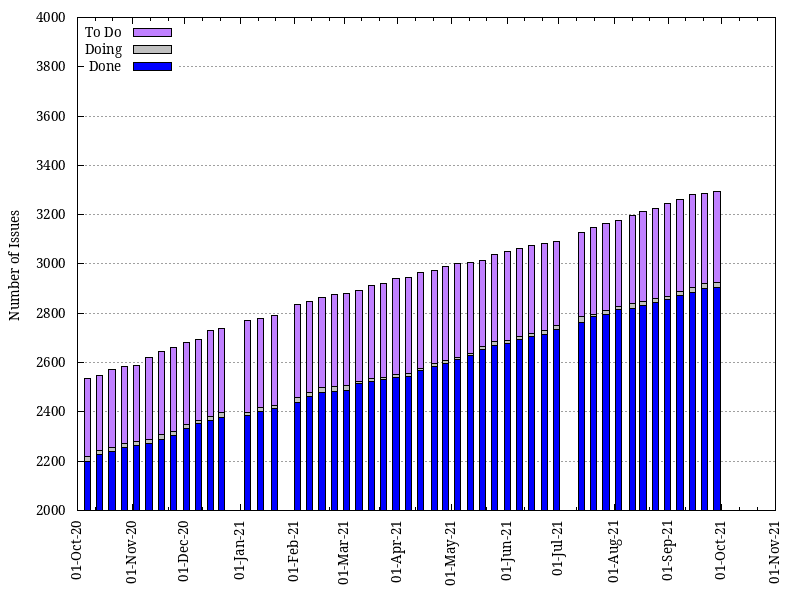 4000
3800
3600
3400
3200
3000
2800
2600
2400
2200
2000
Number of Issues
To Do
Doing
Done
01-Oct-20
01-Nov-20
01-Dec-20
01-Jan-21
01-Feb-21
01-Mar-21
01-Apr-21
01-May-21
01-Jun-21
01-Jul-21
01-Aug-21
01-Sep-21
01-Oct-21
01-Nov-21